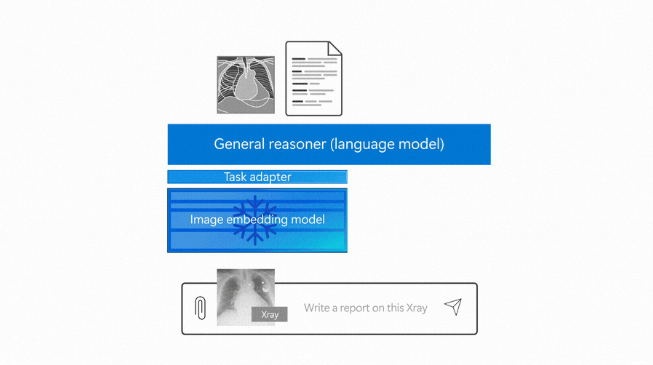 General reasoner (language model)
Task adapter
Image embedding model
Xray
Write a report on this Xray